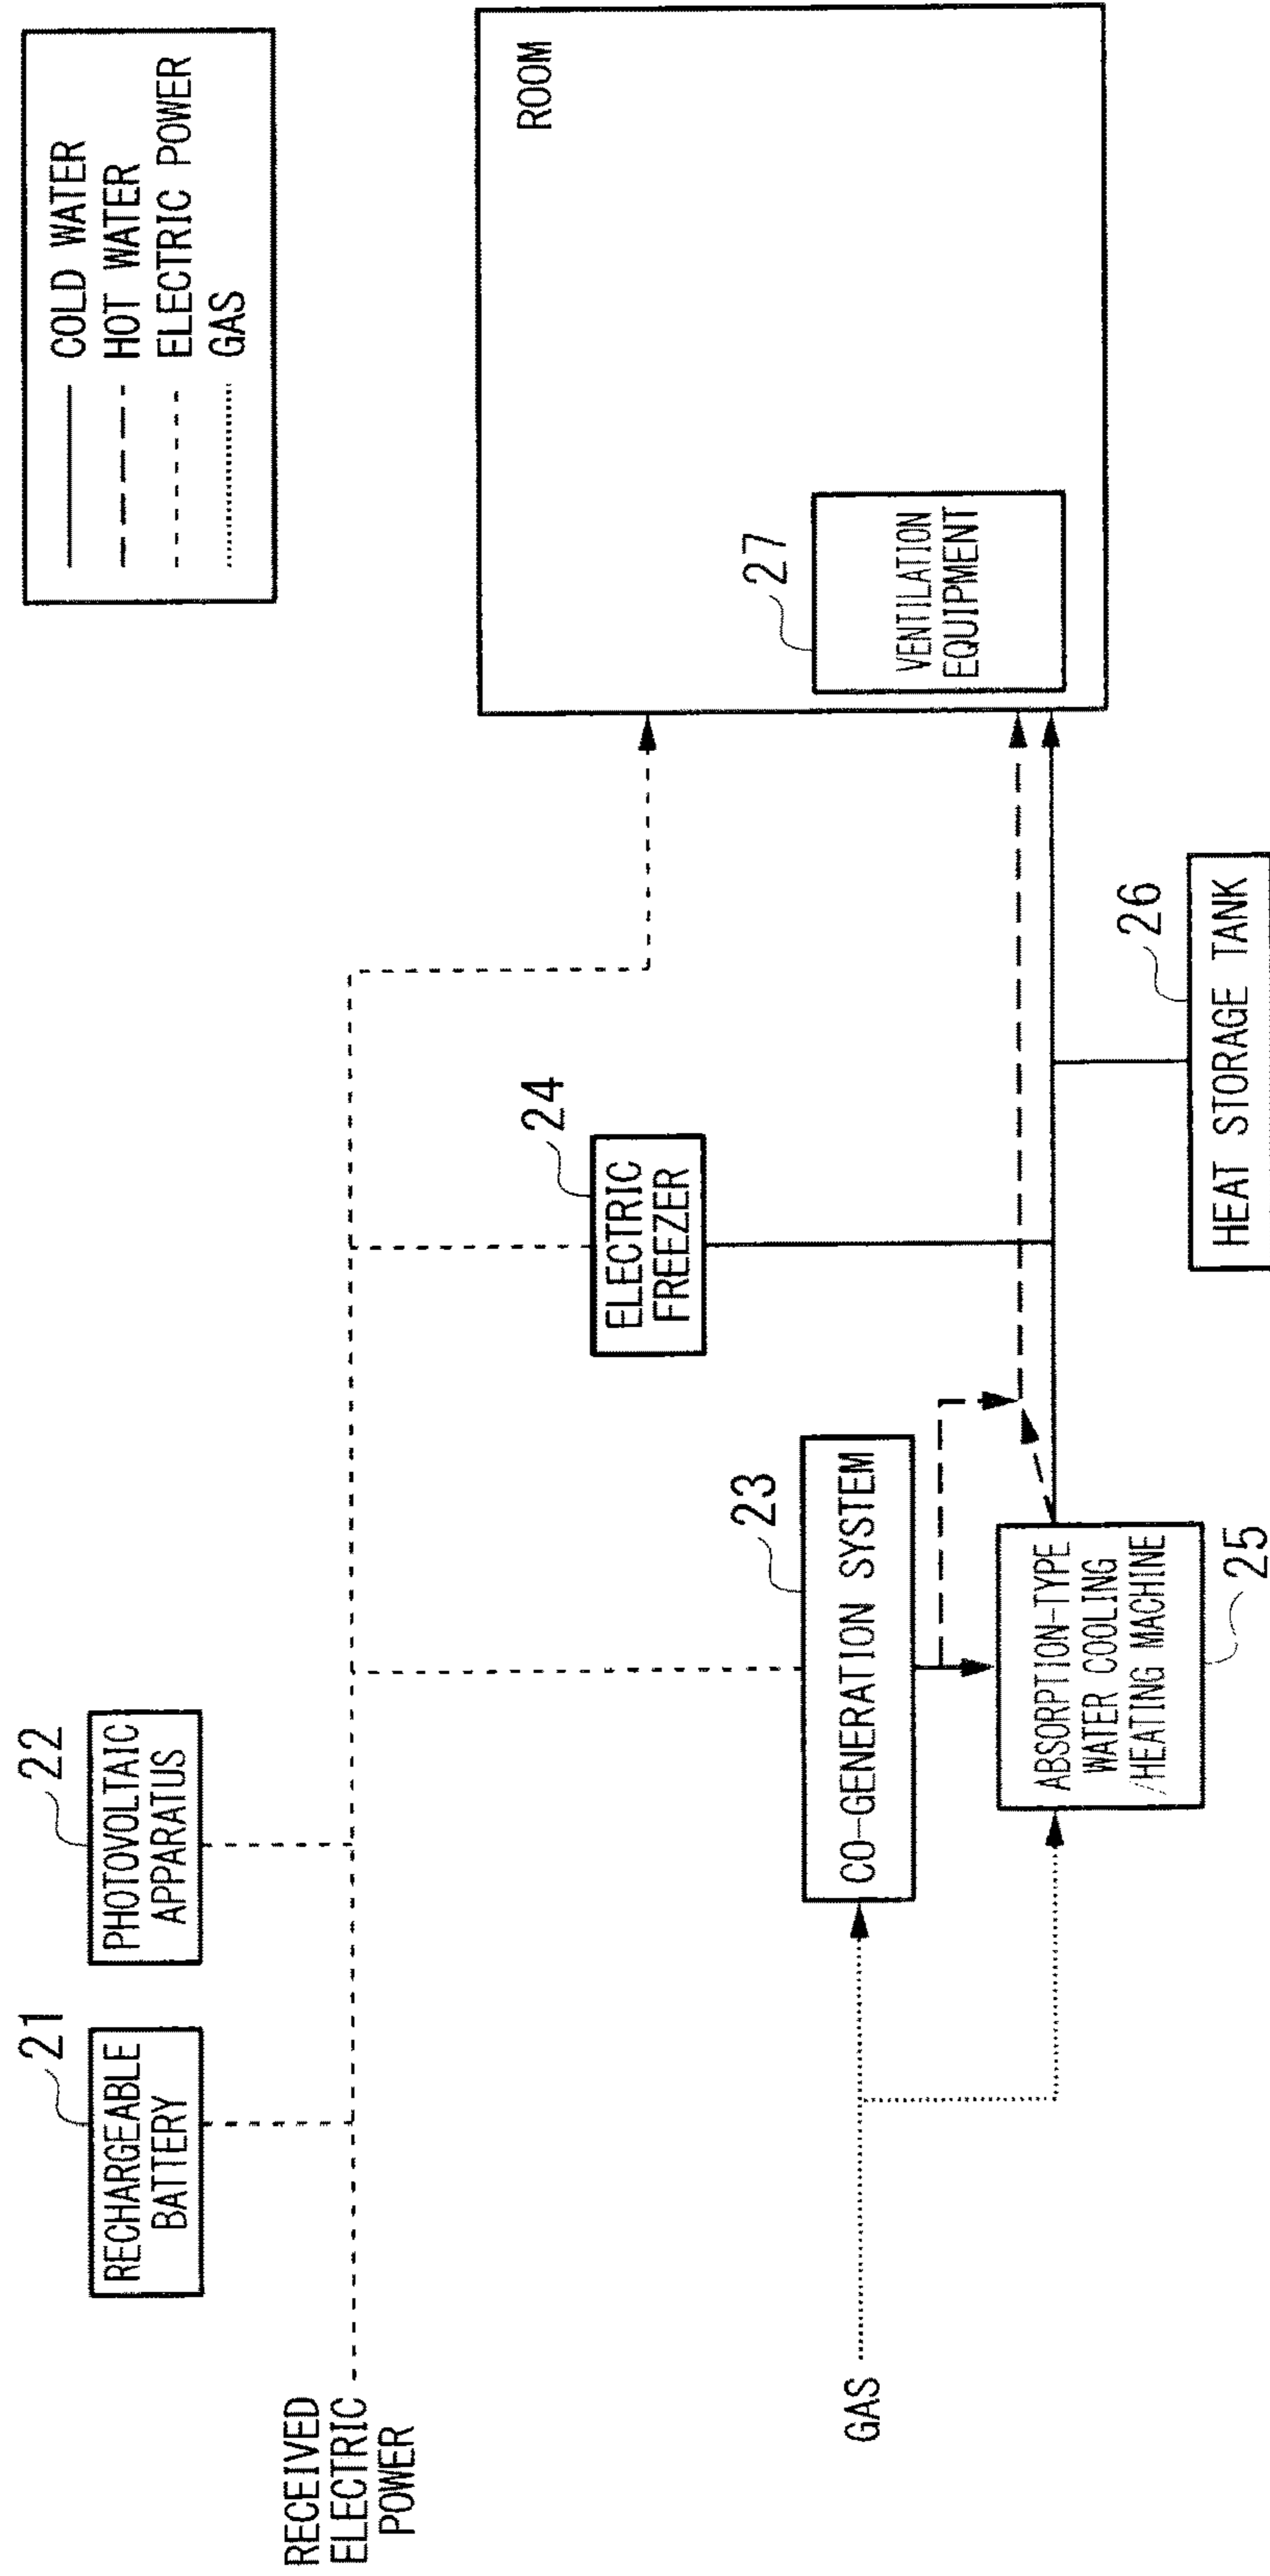 COLD WATER
HOT WATER
ELECTRIC POWER
GAS
21
RECHARGEABLE
BATTERY
22
PHOTOVOLTAIC
APPARATUS
RECEIVED
ELECTRIC
POWER
ROOM
24
ELECTRIC
FREEZER
23
CO-GENERATION SYSTEM
27
VENTILATION
EQUIPMENT
GAS
ABSORPTION-TYPE
WATER COOLING
/HEATING MACHINE
25
26
HEAT STORAGE TANK